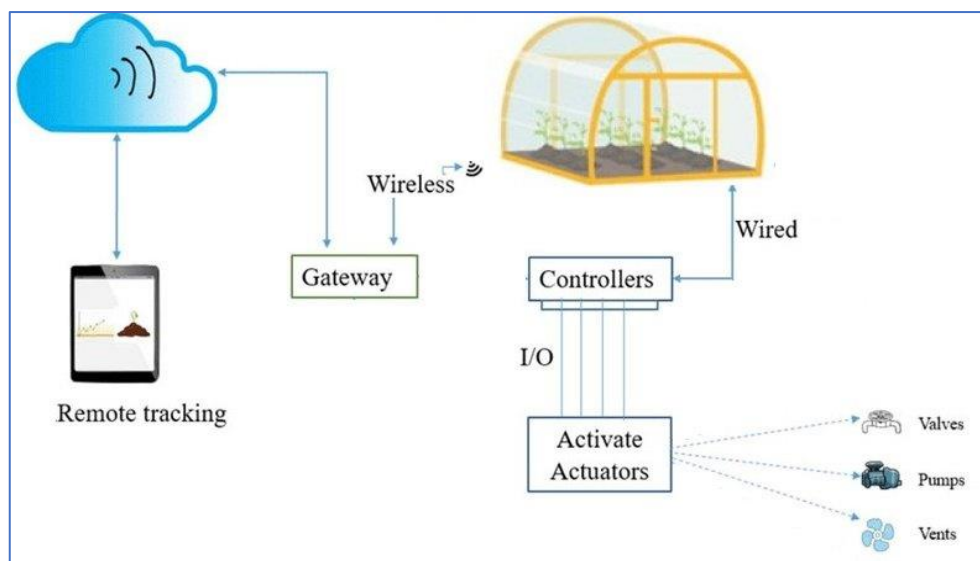 Wireless
Wired
Gateway
Controllers
I/O
Remote tracking
Activate
Actuators
Valves
Pumps
Vents